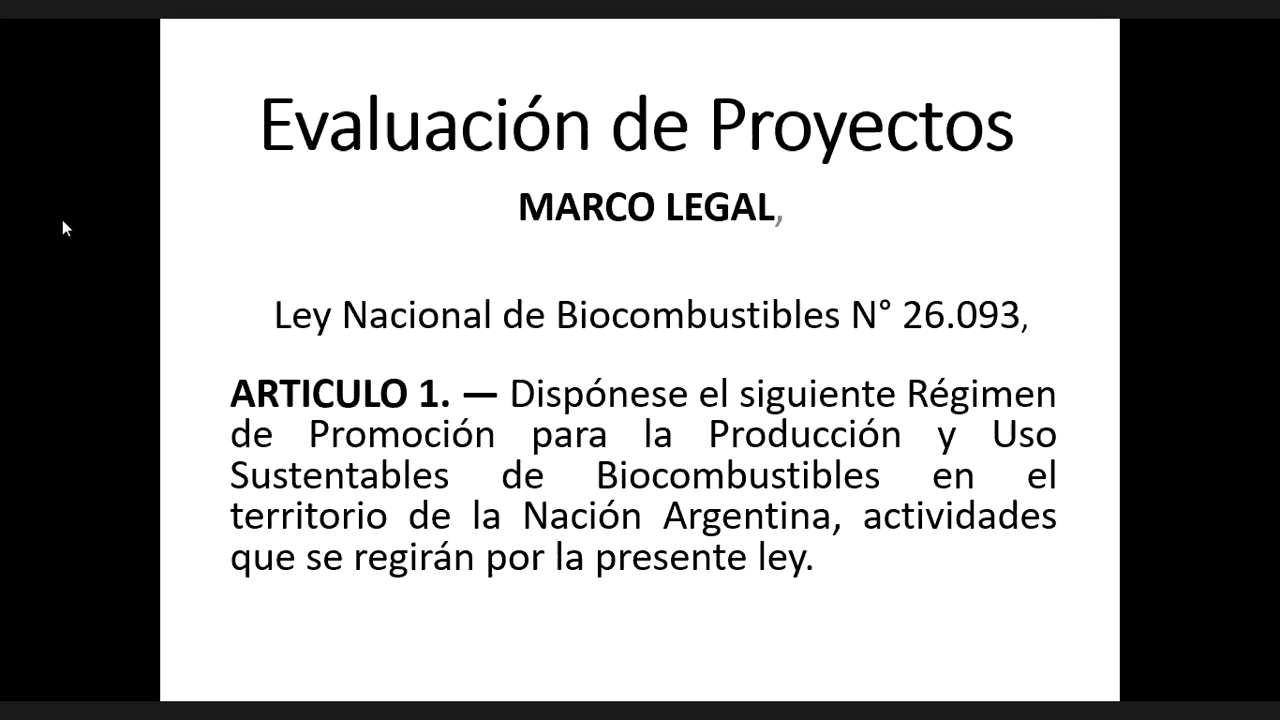 Evaluación de Proyectos
MARCO LEGAL,
Ley Nacional de Biocombustibles N° 26.093,
ARTICULO 1. — Dispónese el siguiente Régimen
de Promoción para la Producción y Uso
Sustentables de Biocombustibles en el
territorio de la Nación Argentina, actividades
que se regirán por la presente ley.